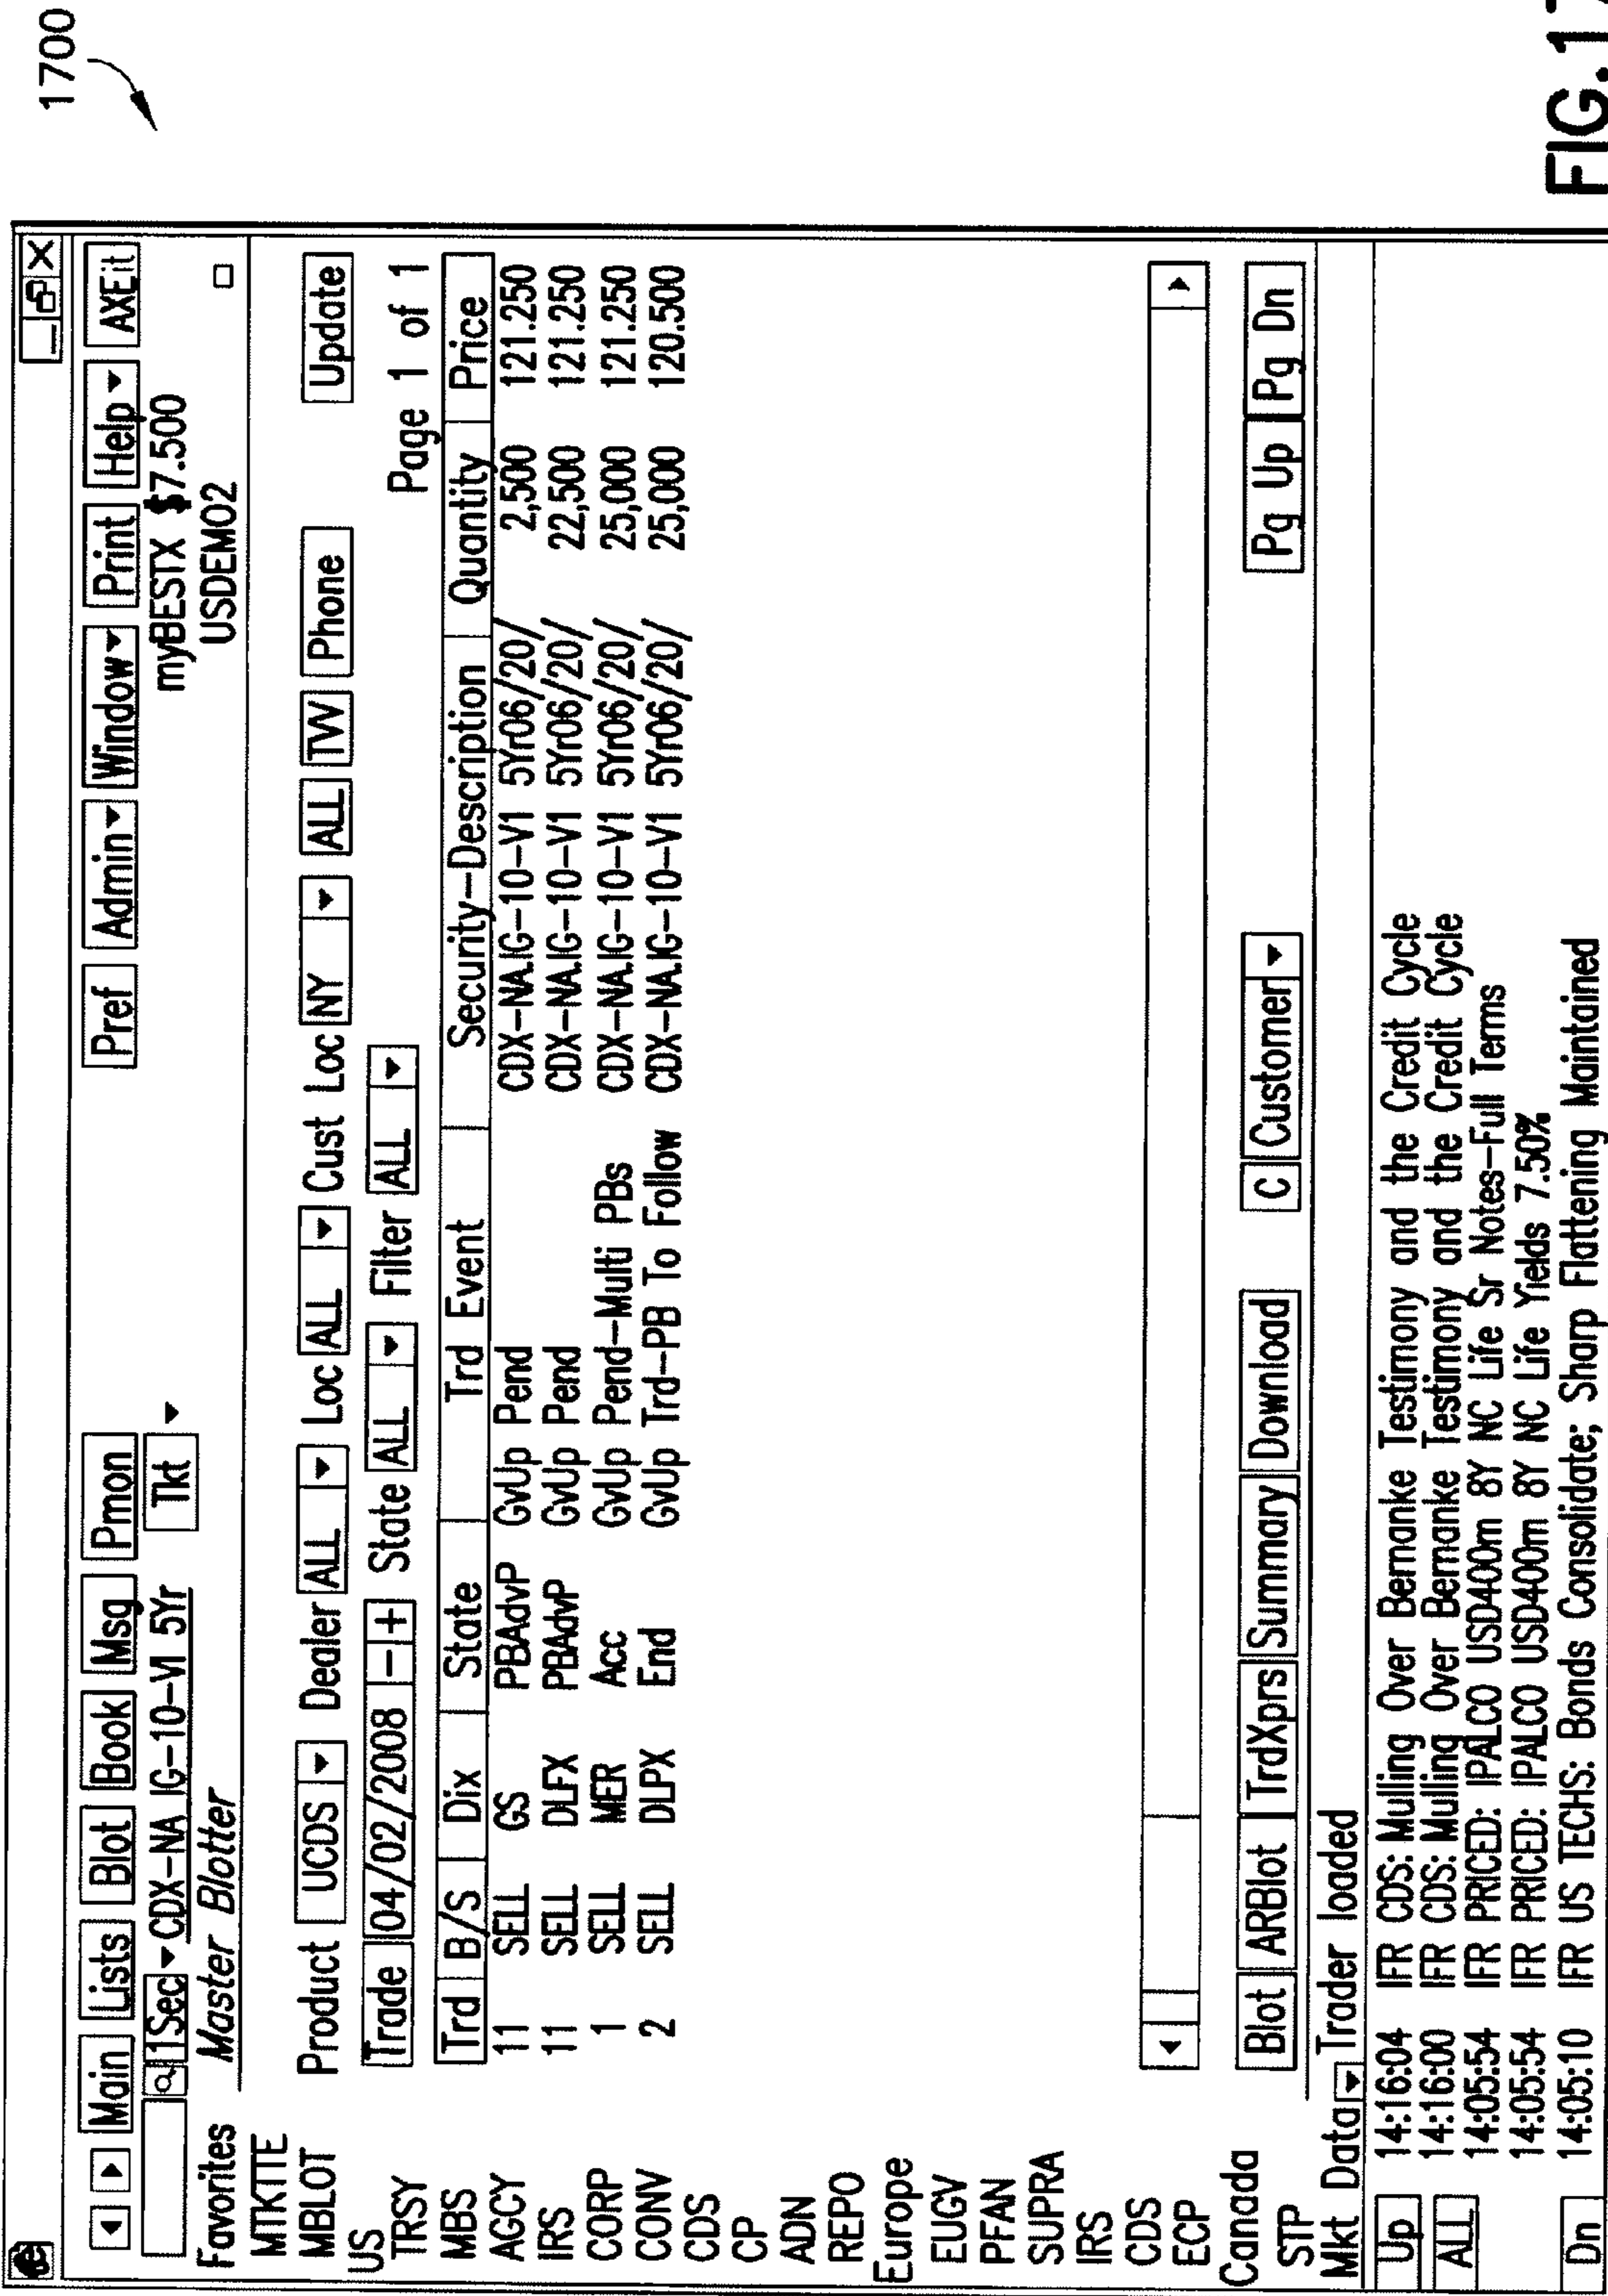 1700
Main Lists Blot Book Msg Pmon Pref Admin Window Print Help AXEit
1Sec CDX-NA IG-10-VI 5Yr Tkt myBESTX $7.500
Favorites Master Blotter USDEMO2
MTKTTE
MBLOT
US
TRSY
MBS
AGGY
IRS
CORP
CONV
CDS
CP
ADN
REPO
Europe
EUGV
PFAN
SUPRA
IRS
CDS
ECP
Canada
STP
Product UCDS Dealer ALL Loc ALL Cust Loc NY ALL TW Phone Update
Trade 04/02/2008 - + State ALL Filter ALL Page 1 of 1
Trd B/S Dix State Trd Event Security-Description Quantity Price
11 SELL GS PBAdvP GvUp Pend CDX-NA.IG-10-V1 5Yr06/20/ 2,500 121.250
11 SELL DLFX PBAdvP GvUp Pend CDX-NA.IG-10-V1 5Yr06/20/ 22,500 121.250
1 SELL MER Acc GvUp Pend-Multi PBs CDX-NA.IG-10-V1 5Yr06/20/ 25,000 121.250
2 SELL DLPX End GvUp Trd-PB To Follow CDX-NA.IG-10-V1 5Yr06/20/ 25,000 120.500
Blot ARBlot TrdXprs Summary Download C Customer Pg Up Pg Dn
Mkt Data Trader loaded
Up 14:16:04 IFR CDS: Mulling Over Bernanke Testimony and the Credit Cycle
ALL 14:16:00 IFR CDS: Mulling Over Bernanke Testimony and the Credit Cycle
14:05:54 IFR PRICED: IPALCO USD400m 8Y NC Life Sr Notes-Full Terms
14:05:54 IFR PRICED: IPALCO USD400m 8Y NC Life Yields 7.50%
Dn 14:05:10 IFR US TECHS: Bonds Consolidate; Sharp Flattening Maintained
FIG.17